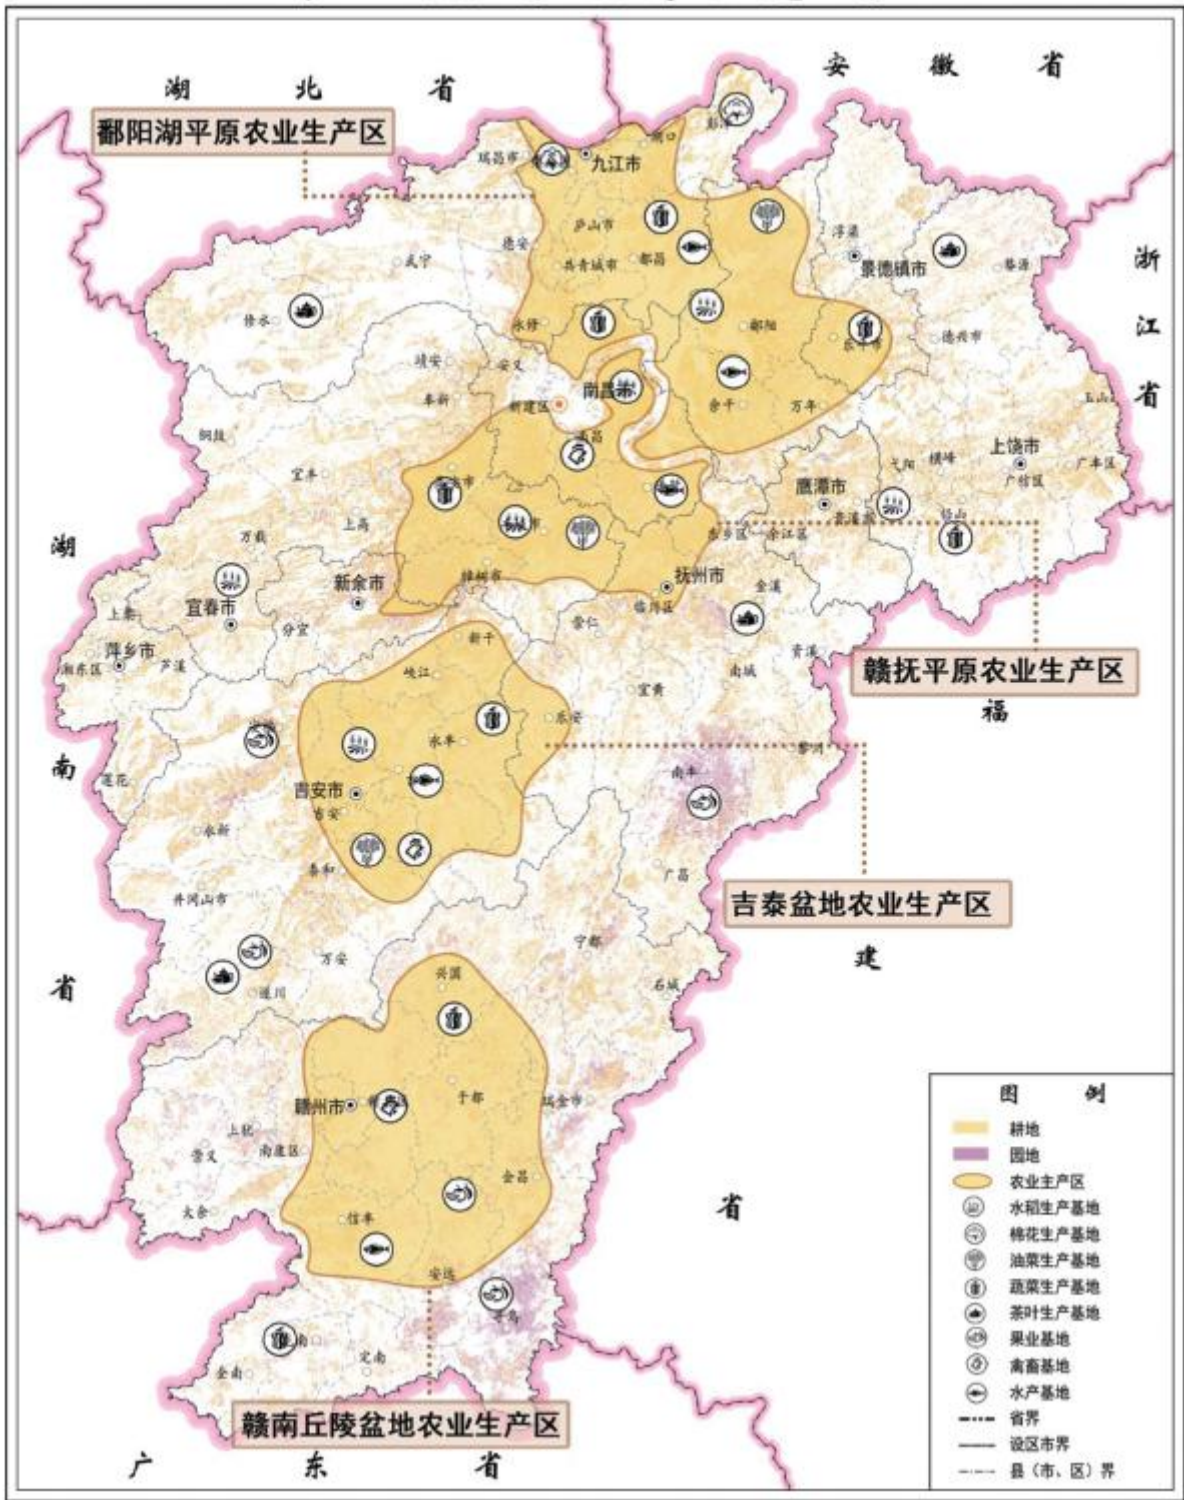 湖北省
安徽省
鄱阳湖平原农业生产区
彭泽
湖口
瑞昌市
九江市
浙江省
庐山市
德安
浮梁
共青城市
都昌
景德镇市
婺源
武宁
修水
永修
鄱阳
乐平市
德兴市
靖安
安义
南昌市
奉新
新建区
余干
万年
玉山
铜鼓
南昌
宜丰
弋阳
横峰
上饶市
广丰区
广信区
鹰潭市
上高
铅山
万载
东乡区
余江区
湖南省
樟树市
新余市
抚州市
金溪
宜春市
临川区
上栗
分宜
崇仁
新干
萍乡市
湘东区
芦溪
峡江
南城
赣抚平原农业生产区
宜黄
福建省
乐安
永丰
黎川
莲花
南丰
吉安市
吉安
永新
泰和
广昌
井冈山市
吉泰盆地农业生产区
宁都
万安
遂川
兴国
石城
赣州市
于都
瑞金市
上犹
崇义
南康区
会昌
大余
信丰
安远
寻乌
定南
全南
赣南丘陵盆地农业生产区
广东省
图例
耕地
园地
农业主产区
水稻生产基地
棉花生产基地
油菜生产基地
蔬菜生产基地
茶叶生产基地
果业基地
禽畜基地
水产基地
省界
设区市界
县（市、区）界